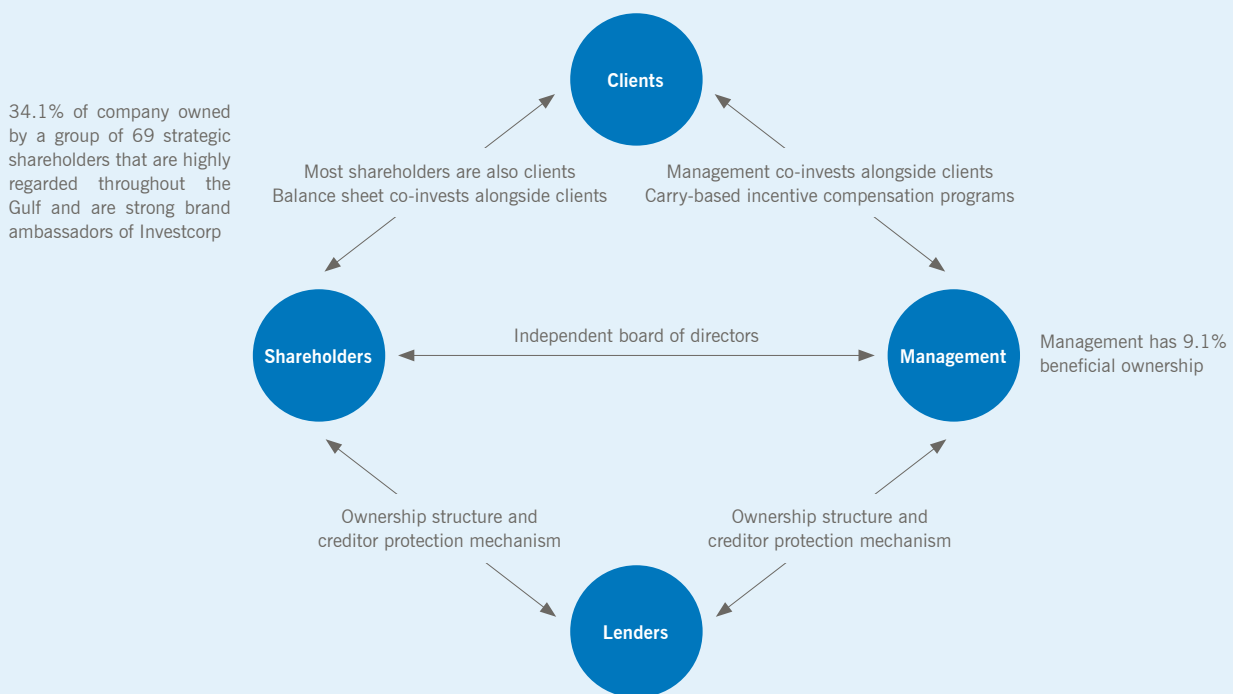 Clients
34.1% of company owned
by a group of 69 strategic
shareholders that are highly
regarded throughout the
Gulf and are strong brand
ambassadors of Investcorp
Most shareholders are also clients
Balance sheet co-invests alongside clients
Management co-invests alongside clients
Carry-based incentive compensation programs
Shareholders
Independent board of directors
Management
Management has 9.1%
beneficial ownership
Ownership structure and
creditor protection mechanism
Ownership structure and
creditor protection mechanism
Lenders